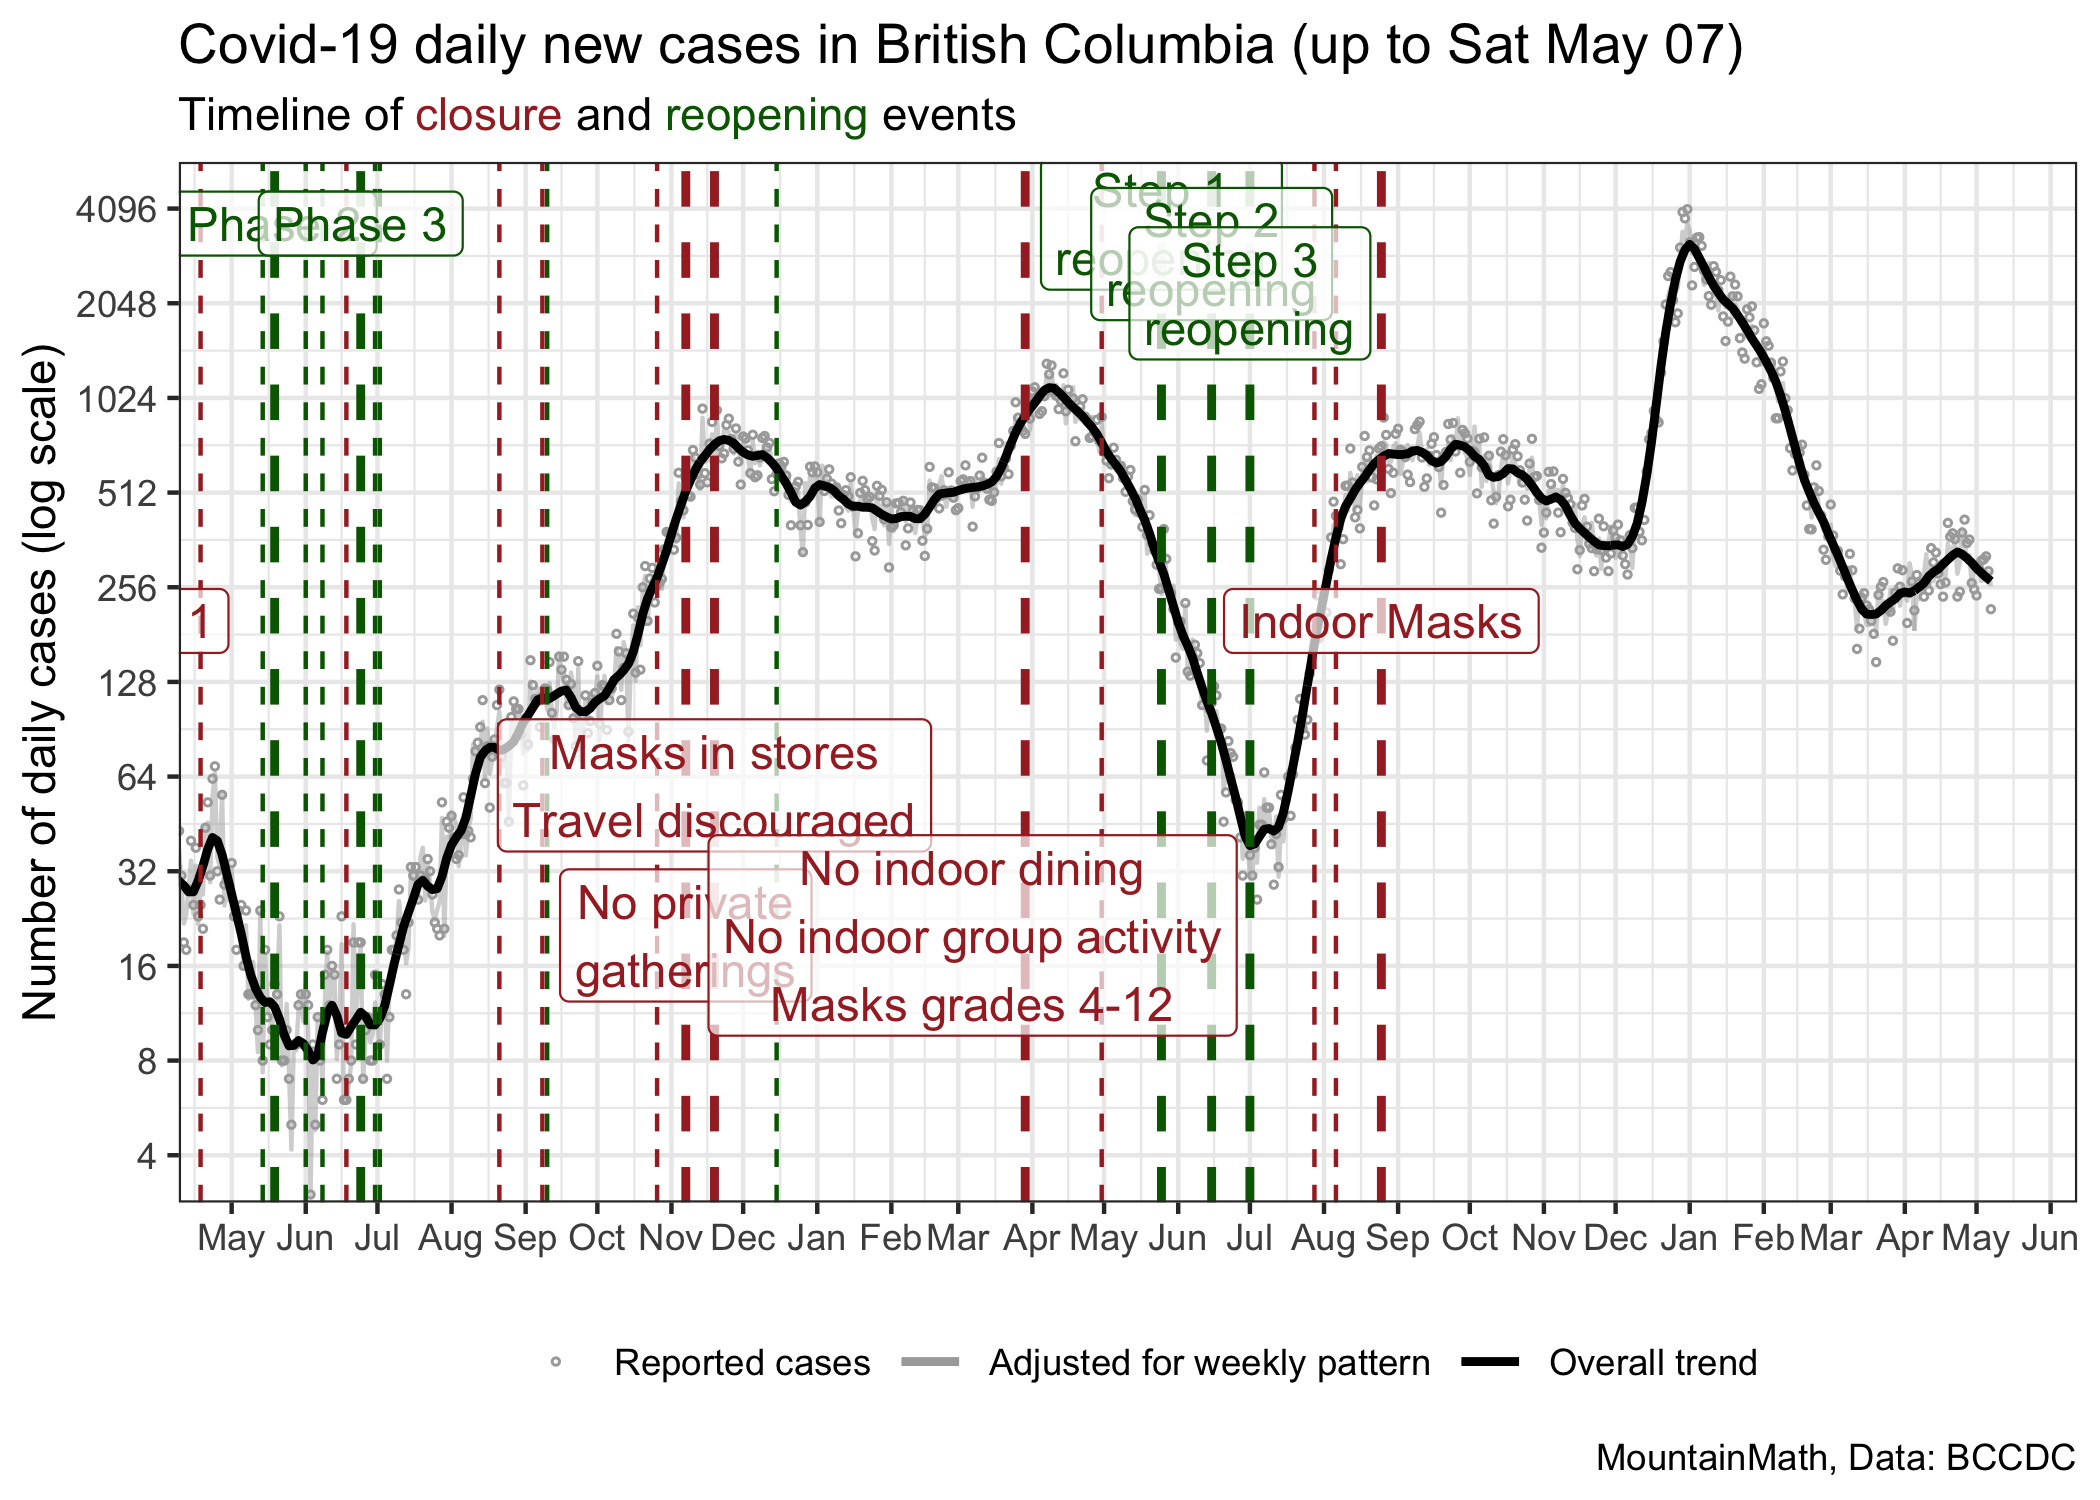 Covid-19 daily new cases in British Columbia (up to Sat May 07)
Timeline of closure and reopening events
Number of daily cases (log scale)
4096
2048
1024
512
256
128
64
32
16
8
4
Phase 2
Phase 3
Step 1
reopening
Step 2
reopening
Step 3
reopening
1
Indoor Masks
Masks in stores
Travel discouraged
No private
gatherings
No indoor dining
No indoor group activity
Masks grades 4-12
May Jun Jul Aug Sep Oct Nov Dec Jan Feb Mar Apr May Jun Jul Aug Sep Oct Nov Dec Jan Feb Mar Apr May Jun
Reported cases Adjusted for weekly pattern Overall trend
MountainMath, Data: BCCDC